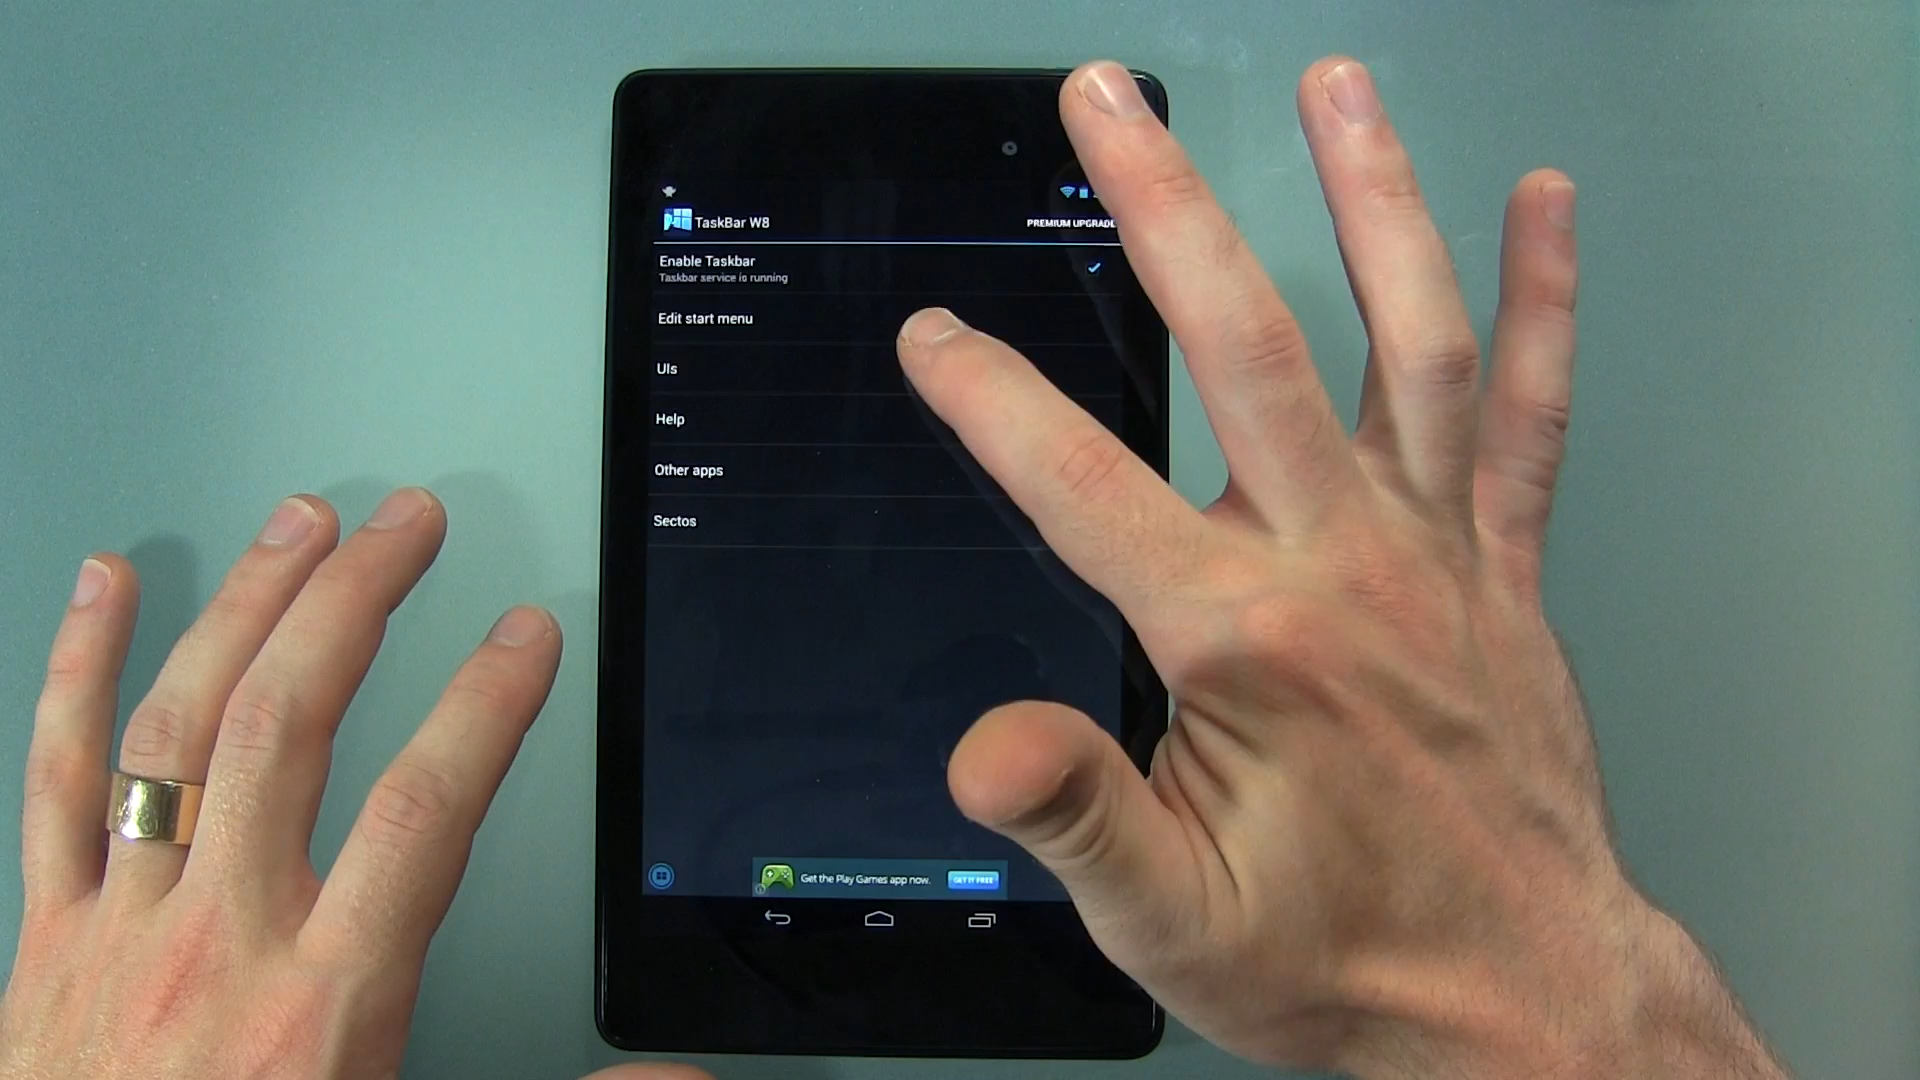 TaskBar W8
PREMIUM UPGRADE
Enable Taskbar
Taskbar service is running
Edit start menu
UIs
Help
Other apps
Sectos
Get the Play Games app now.
GET IT FREE